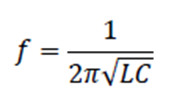 f = 1 / (2π√LC)